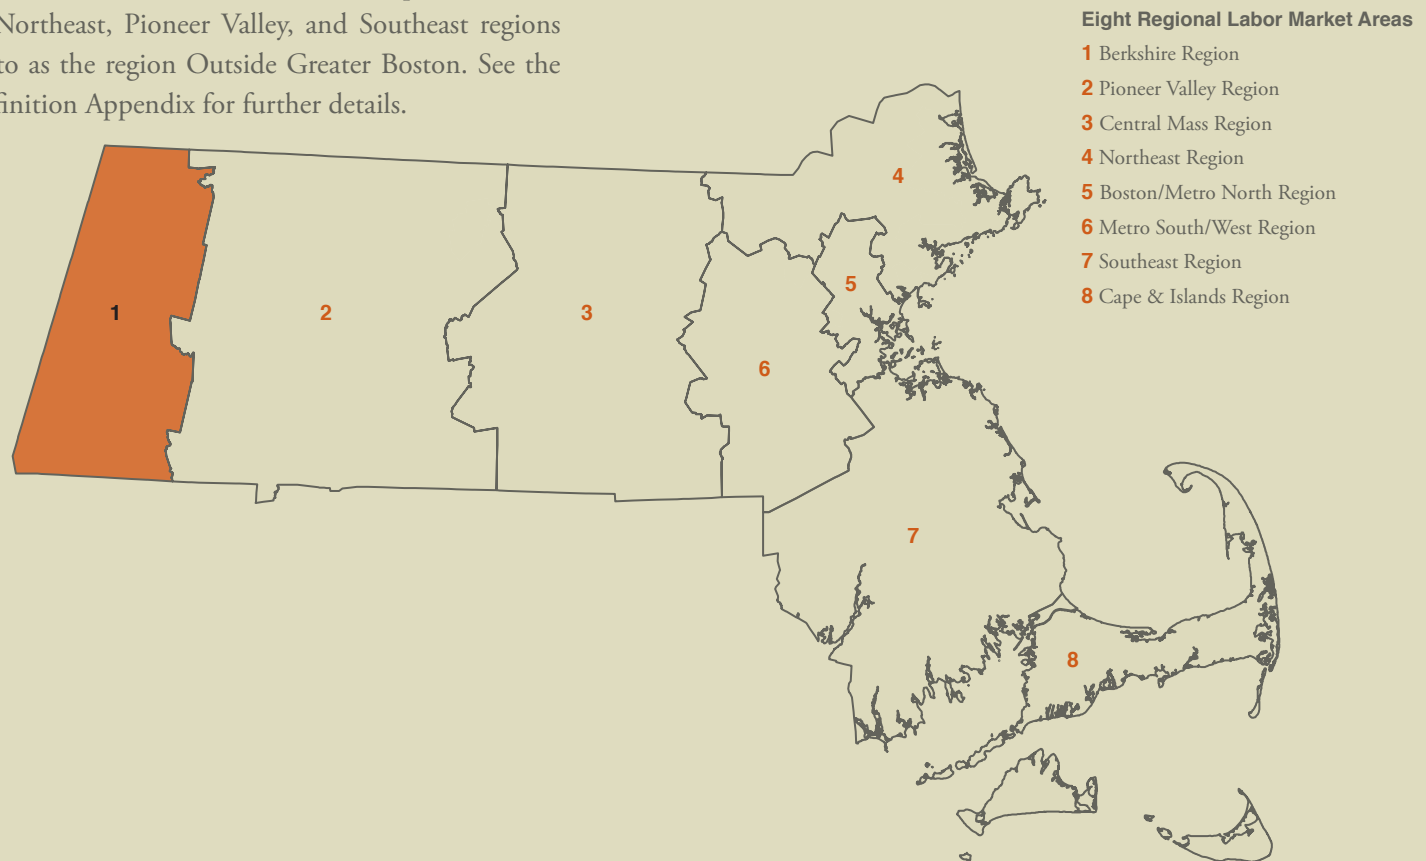 Northeast, Pioneer Valley, and Southeast regions
to as the region Outside Greater Boston. See the
finition Appendix for further details.
Eight Regional Labor Market Areas
1 Berkshire Region
2 Pioneer Valley Region
3 Central Mass Region
4 Northeast Region
5 Boston/Metro North Region
6 Metro South/West Region
7 Southeast Region
8 Cape & Islands Region
4
5
1
2
3
6
7
8